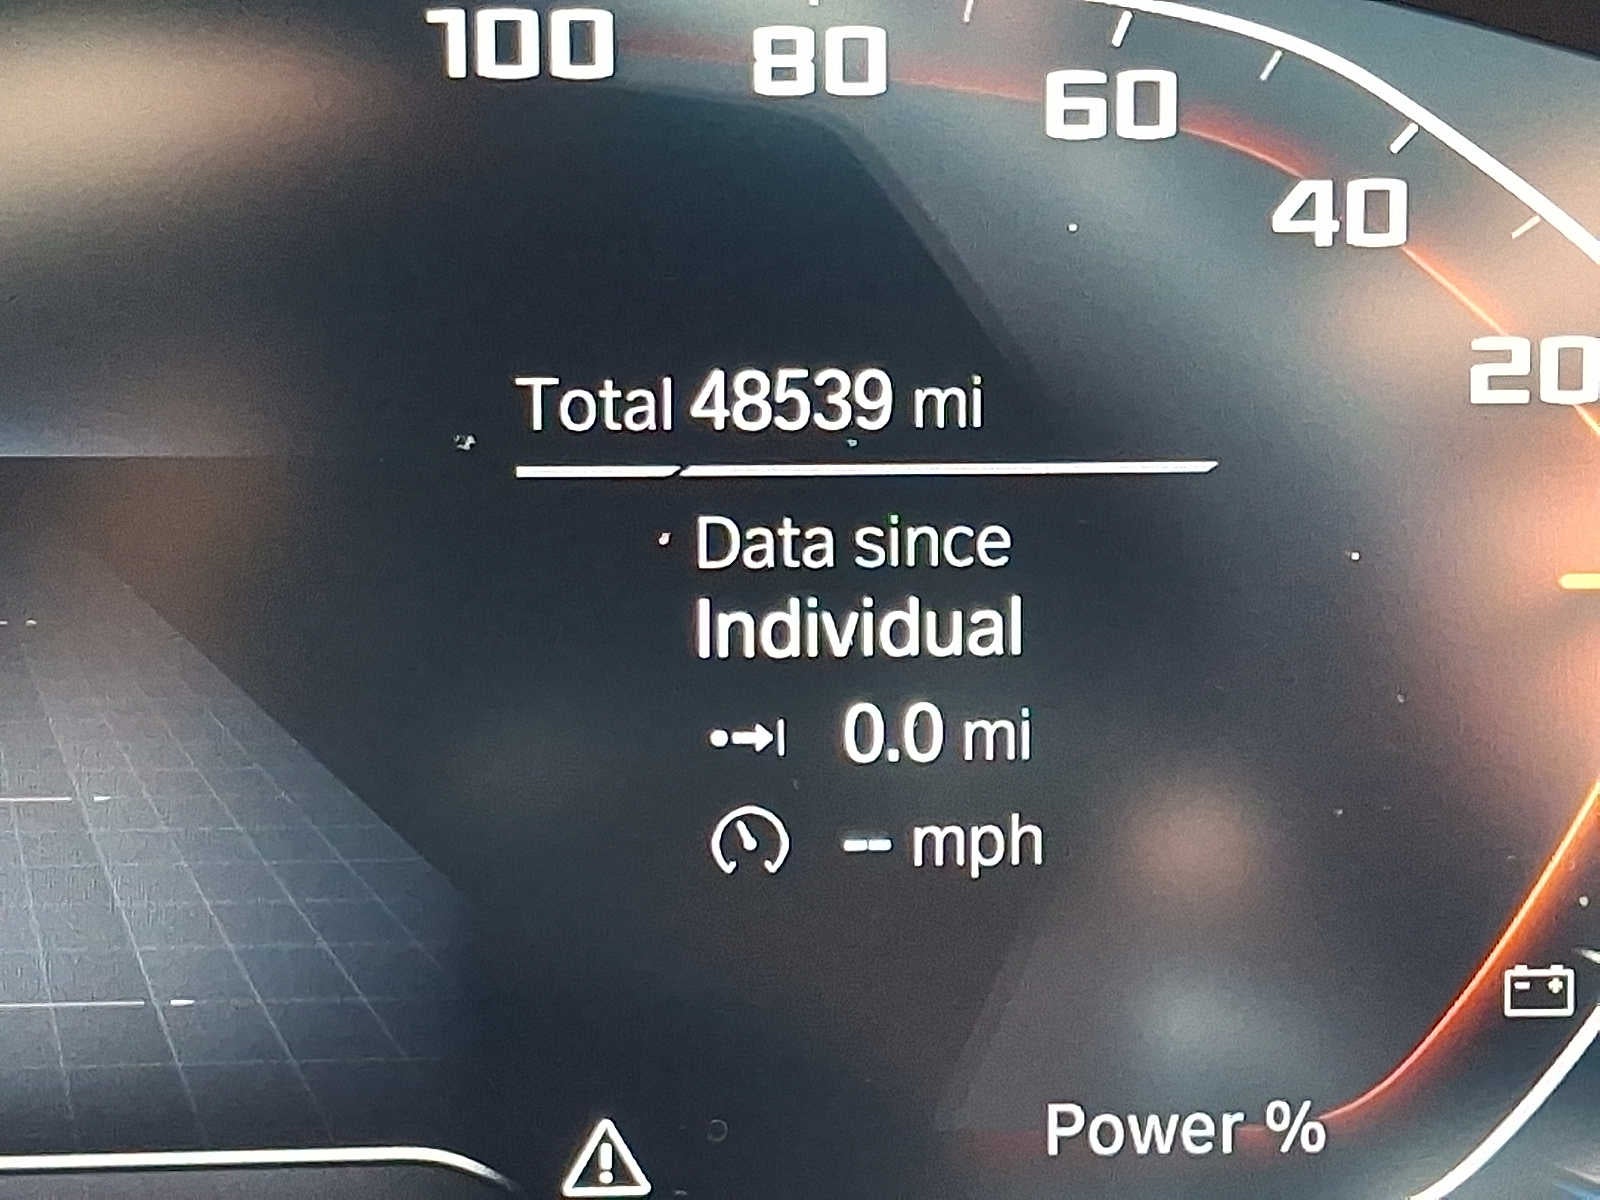 100
80
60
40
20
Total 48539 mi
Data since
Individual
0.0 mi
-- mph
Power %